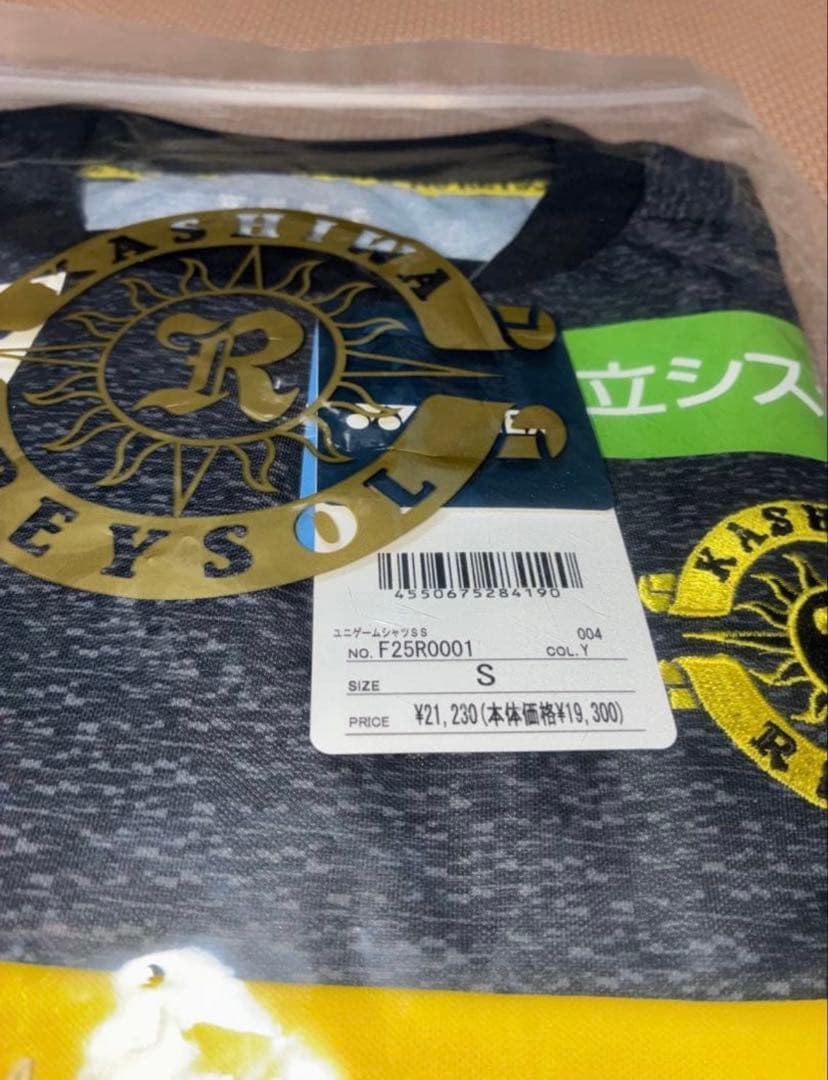 KASHIWA
R
REYSOL
立シス
KASH
R
4550675284190
ユニゲームシャツSS
004
NO. F25R0001
COL. Y
SIZE S
PRICE ¥21,230(本体価格¥19,300)